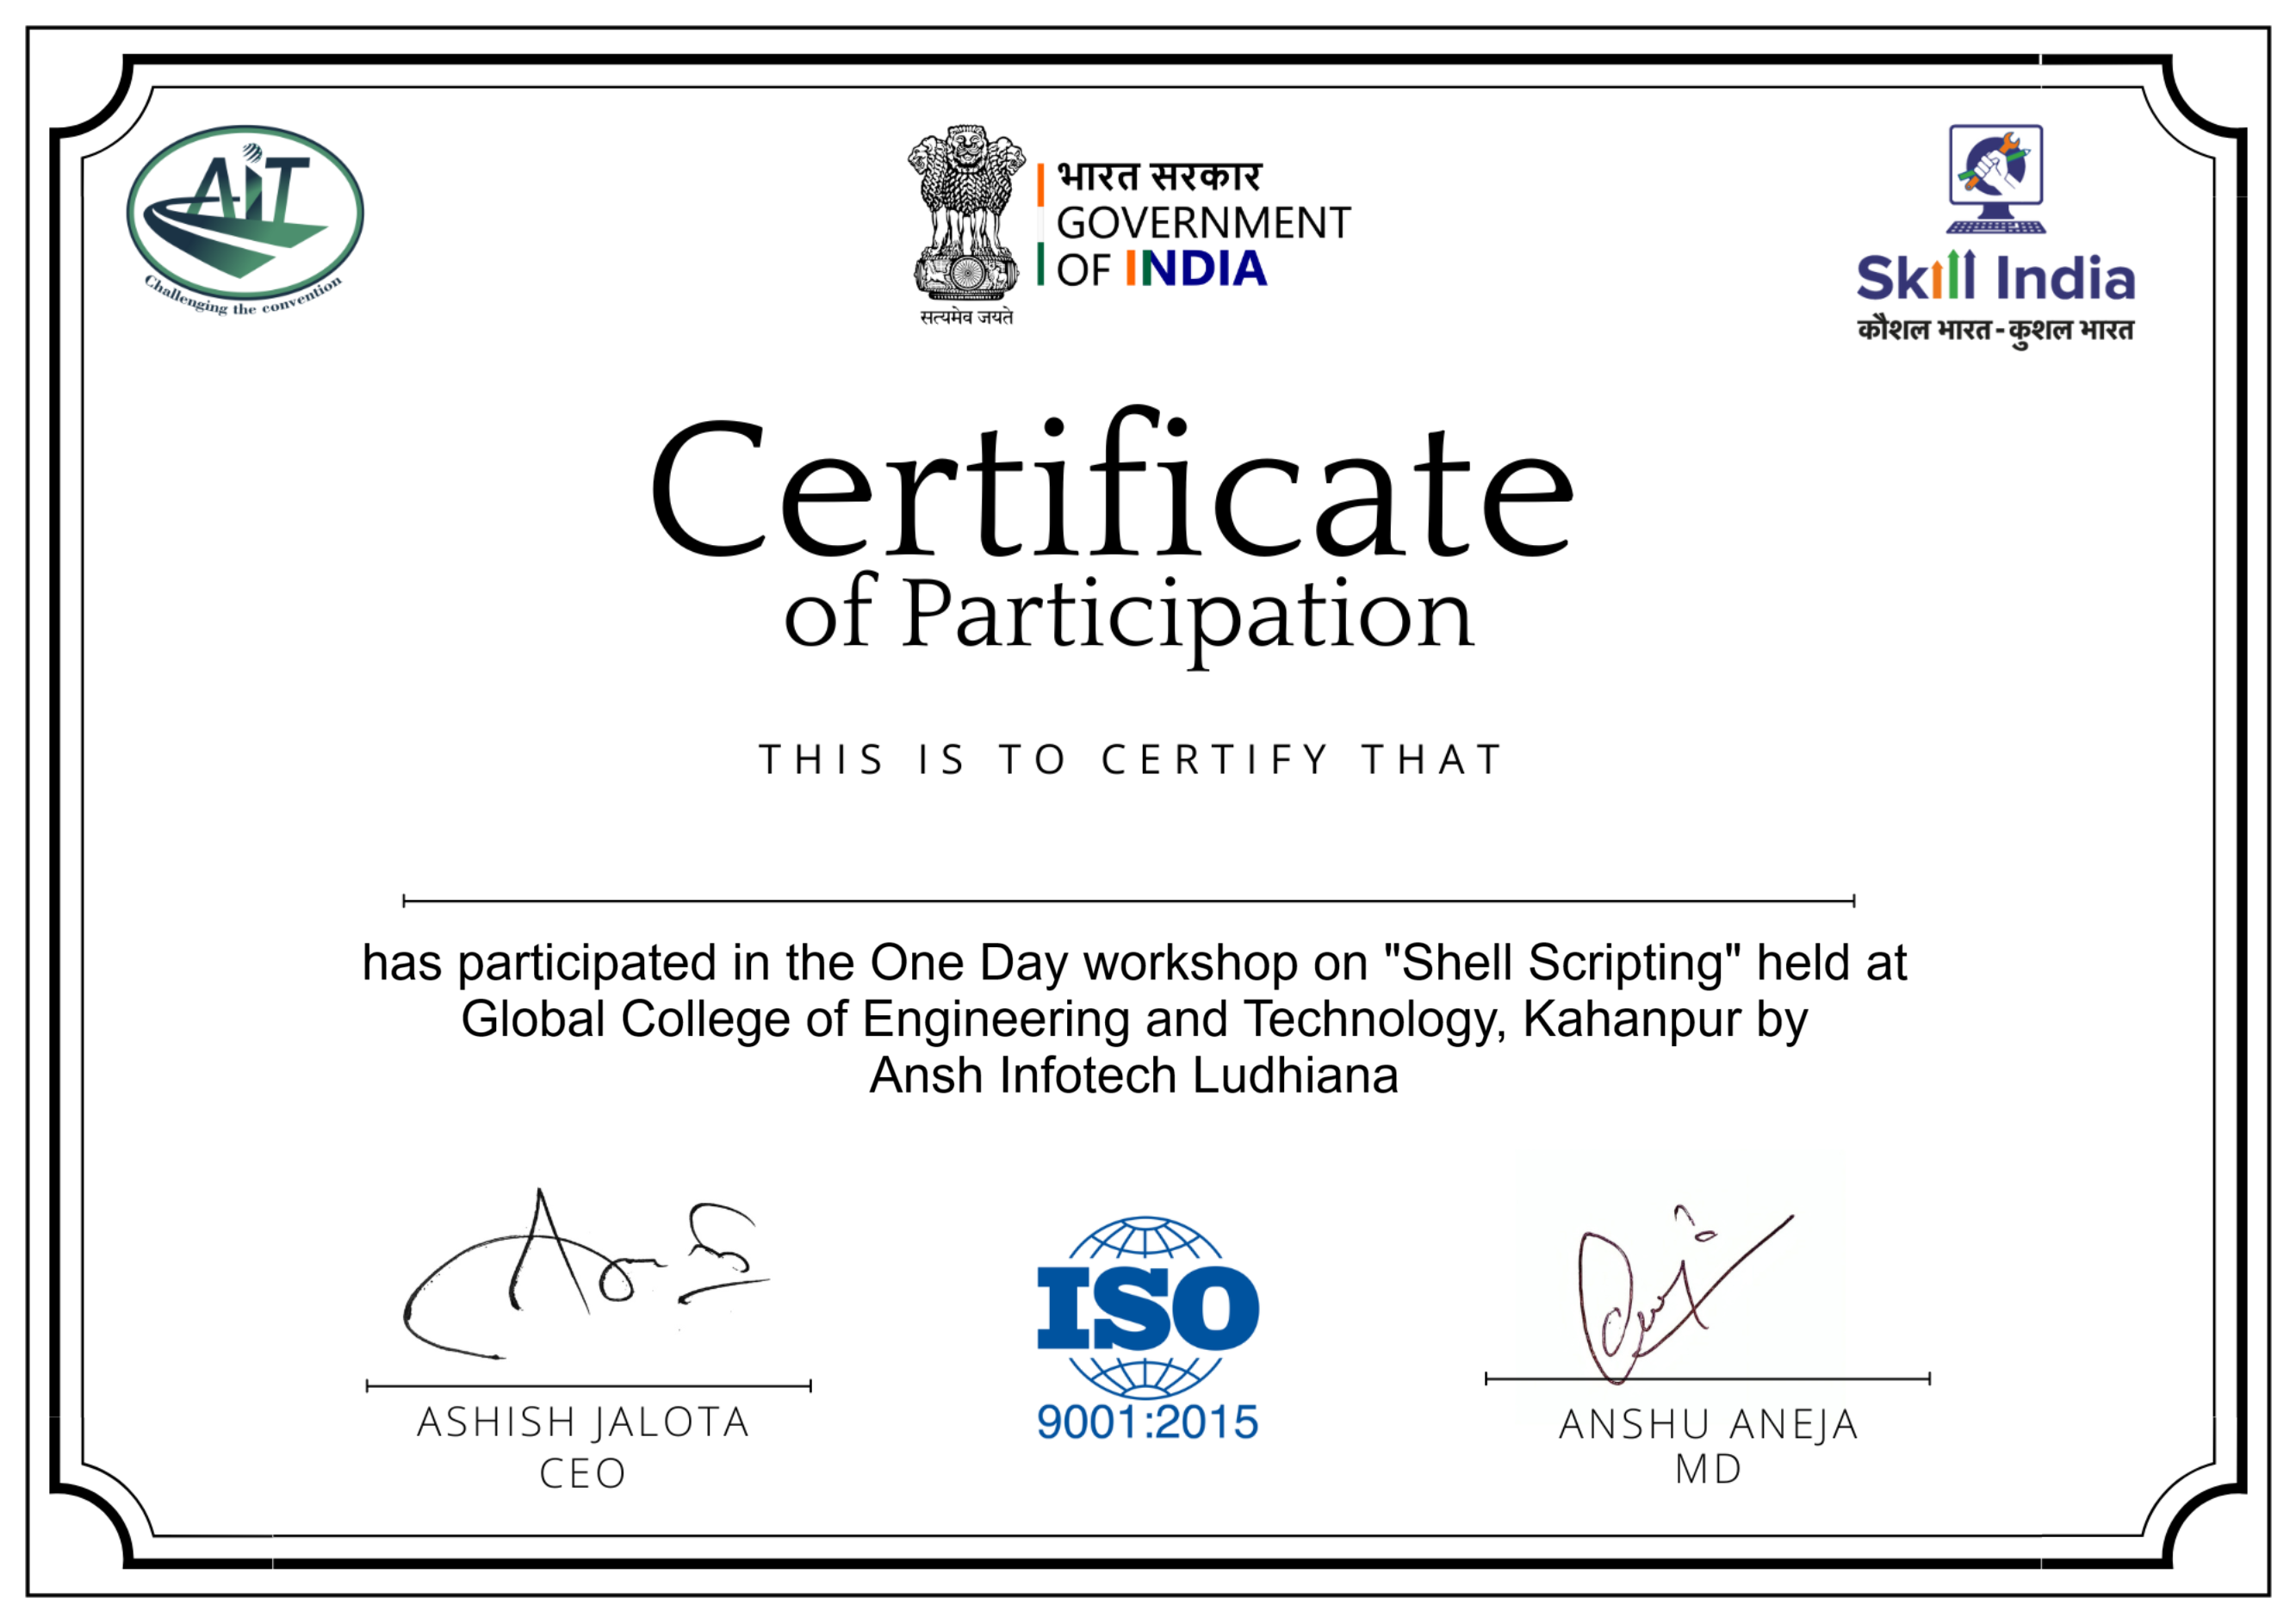 AiT
Challenging the convention
सत्यमेव जयते
भारत सरकार
GOVERNMENT
OF INDIA
Skill India
कौशल भारत - कुशल भारत
Certificate
of Participation
THIS IS TO CERTIFY THAT
has participated in the One Day workshop on "Shell Scripting" held at
Global College of Engineering and Technology, Kahanpur by
Ansh Infotech Ludhiana
ASHISH JALOTA
CEO
ISO
9001:2015
ANSHU ANEJA
MD